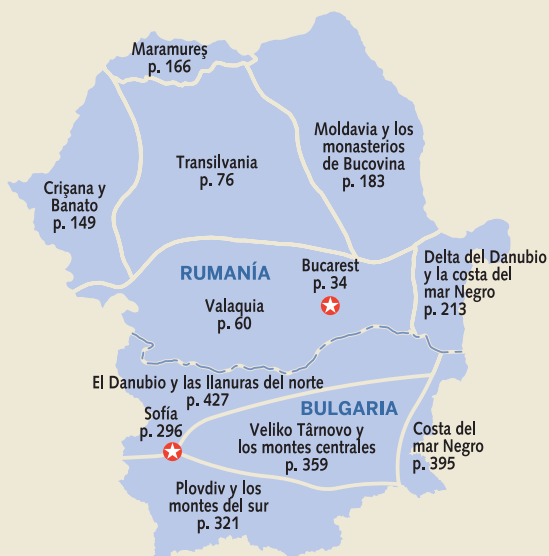 Maramureş
p. 166
Moldavia y los
monasterios
de Bucovina
p. 183
Transilvania
p. 76
Crişana y
Banato
p. 149
Delta del Danubio
y la costa del
mar Negro
p. 213
RUMANÍA
Bucarest
p. 34
Valaquia
p. 60
El Danubio y las llanuras del norte
p. 427
BULGARIA
Sofía
p. 296
Veliko Târnovo y
los montes centrales
p. 359
Costa del
mar Negro
p. 395
Plovdiv y los
montes del sur
p. 321